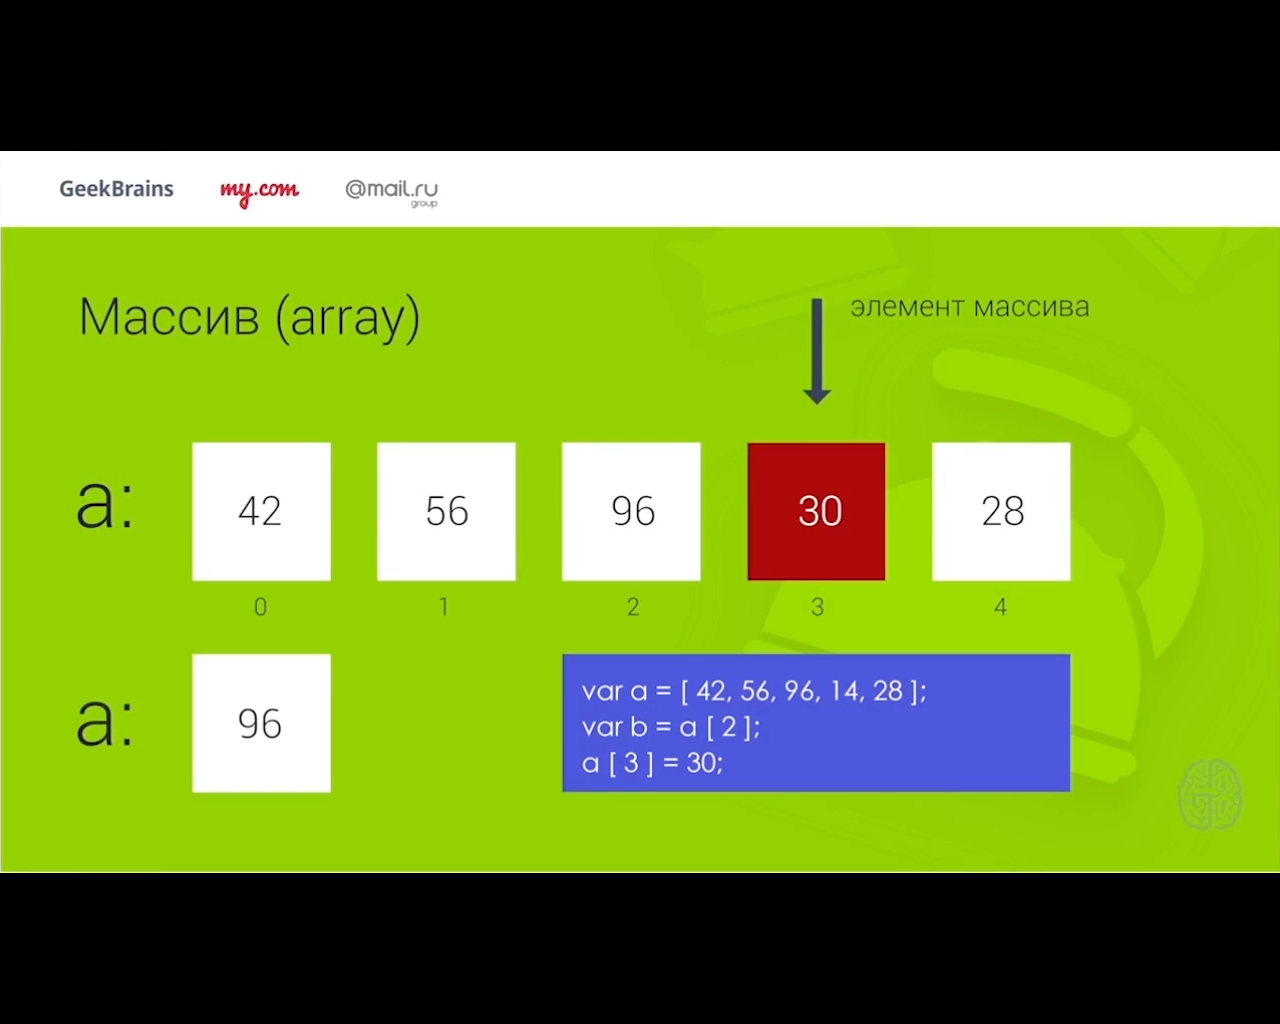 GeekBrains my.com @mail.ru group
Массив (array)
элемент массива
a: 42 56 96 30 28
0 1 2 3 4
a: 96
var a = [ 42, 56, 96, 14, 28 ];
var b = a [ 2 ];
a [ 3 ] = 30;